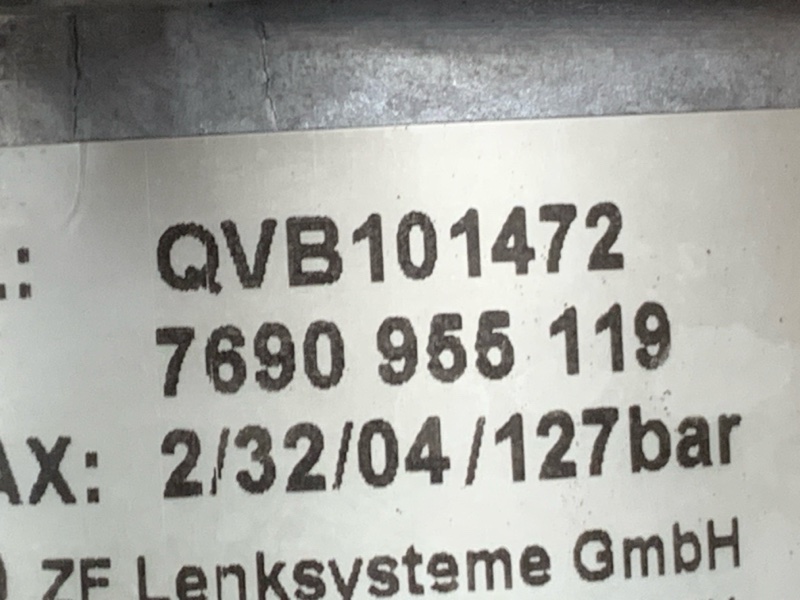 .: QVB101472
7690 955 119
AX: 2/32/04/127bar
ZF Lenksysteme GmbH